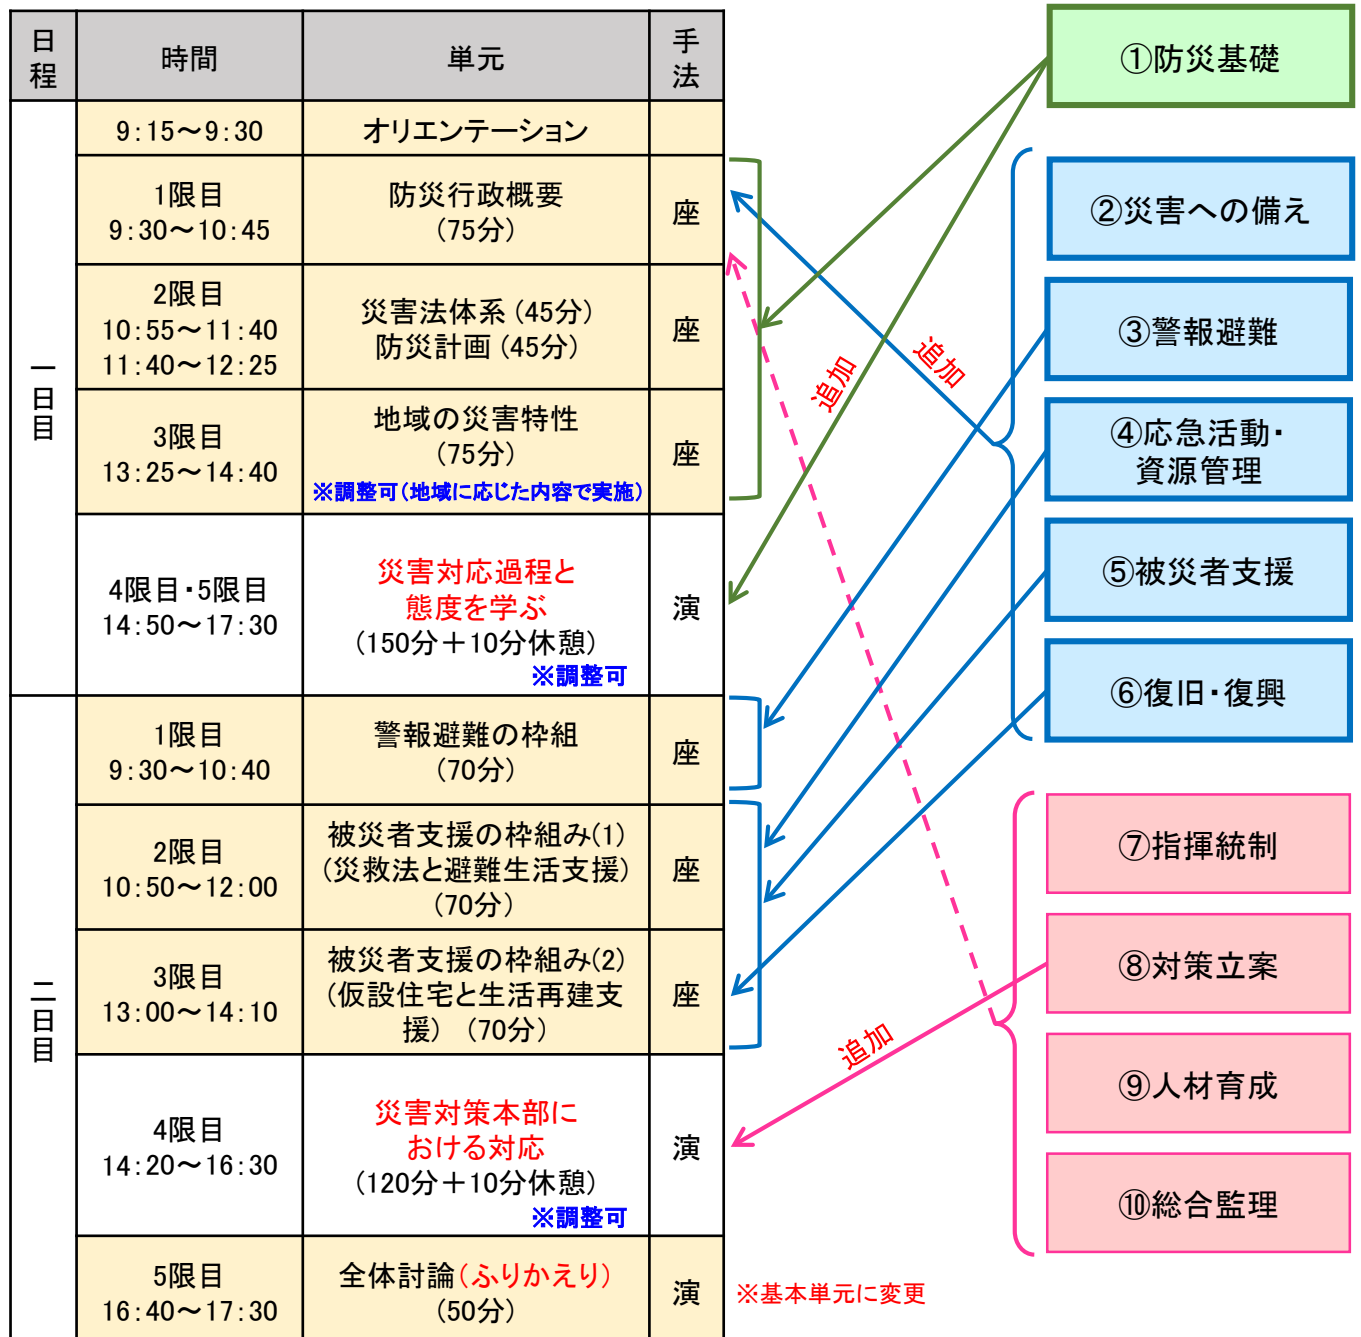 日程 時間 単元 手法
一日目
9:15～9:30 オリエンテーション
1限目
9:30～10:45
防災行政概要
(75分)
座
2限目
10:55～11:40
11:40～12:25
災害法体系 (45分)
防災計画 (45分)
座
3限目
13:25～14:40
地域の災害特性
(75分)
※調整可(地域に応じた内容で実施)
座
4限目・5限目
14:50～17:30
災害対応過程と
態度を学ぶ
(150分＋10分休憩)
※調整可
演
二日目
1限目
9:30～10:40
警報避難の枠組
(70分)
座
2限目
10:50～12:00
被災者支援の枠組み(1)
(災救法と避難生活支援)
(70分)
座
3限目
13:00～14:10
被災者支援の枠組み(2)
(仮設住宅と生活再建支
援) (70分)
座
4限目
14:20～16:30
災害対策本部に
おける対応
(120分＋10分休憩)
※調整可
演
5限目
16:40～17:30
全体討論(ふりかえり)
(50分)
演
※基本単元に変更
追加
追加
追加
①防災基礎
②災害への備え
③警報避難
④応急活動・
資源管理
⑤被災者支援
⑥復旧・復興
⑦指揮統制
⑧対策立案
⑨人材育成
⑩総合監理